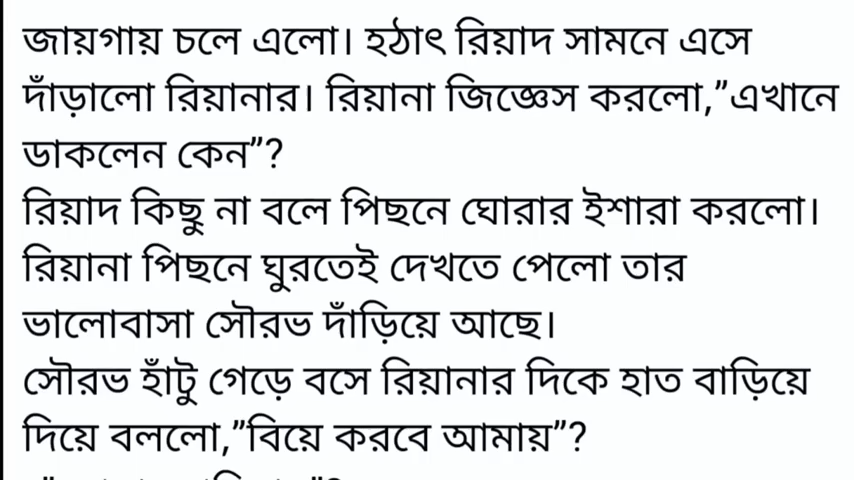 জায়গায় চলে এলো। হঠাৎ রিয়াদ সামনে এসে
দাঁড়ালো রিয়ানার। রিয়ানা জিজ্ঞেস করলো,”এখানে
ডাকলেন কেন”?
রিয়াদ কিছু না বলে পিছনে ঘোরার ইশারা করলো।
রিয়ানা পিছনে ঘুরতেই দেখতে পেলো তার
ভালোবাসা সৌরভ দাঁড়িয়ে আছে।
সৌরভ হাঁটু গেড়ে বসে রিয়ানার দিকে হাত বাড়িয়ে
দিয়ে বললো,”বিয়ে করবে আমায়”?